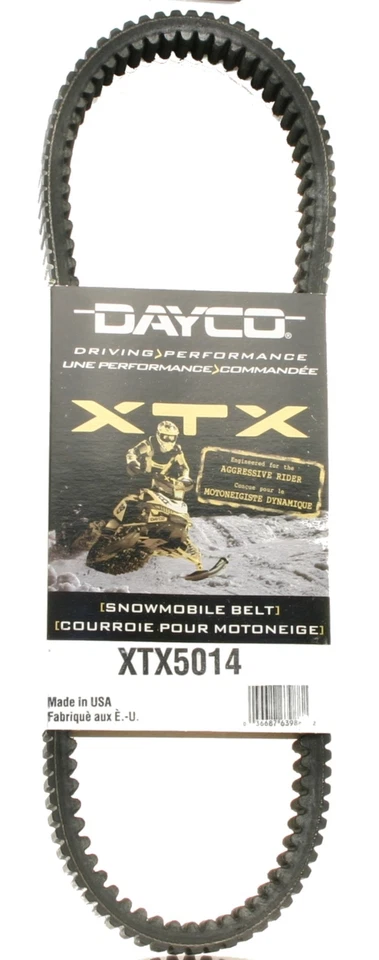 DAYCO®
DRIVING>PERFORMANCE
UNE PERFORMANCE>COMMANDÉE
XTX
Engineered for the
AGGRESSIVE RIDER
Conçue pour le
MOTONEIGISTE DYNAMIQUE
[SNOWMOBILE BELT]
[COURROIE POUR MOTONEIGE]
XTX5014
Made in USA
Fabriquè aux È.-U.